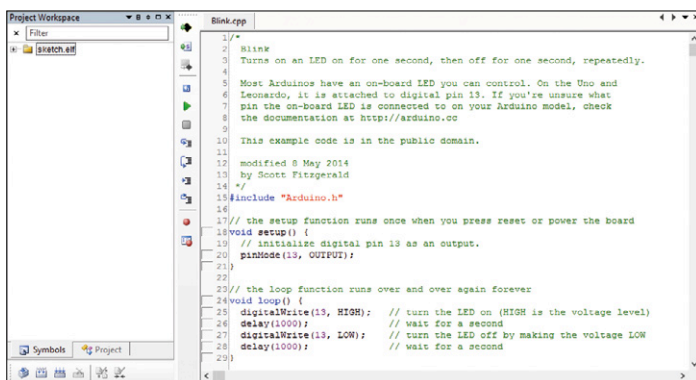 Project Workspace
Filter
sketch.elf
Symbols
Project
Blink.cpp
1/*
2 Blink
3 Turns on an LED on for one second, then off for one second, repeatedly.
4
5 Most Arduinos have an on-board LED you can control. On the Uno and
6 Leonardo, it is attached to digital pin 13. If you're unsure what
7 pin the on-board LED is connected to on your Arduino model, check
8 the documentation at http://arduino.cc
9
10 This example code is in the public domain.
11
12 modified 8 May 2014
13 by Scott Fitzgerald
14 */
15 #include "Arduino.h"
16
17 // the setup function runs once when you press reset or power the board
18 void setup() {
19 // initialize digital pin 13 as an output.
20 pinMode(13, OUTPUT);
21 }
22
23 // the loop function runs over and over again forever
24 void loop() {
25 digitalWrite(13, HIGH); // turn the LED on (HIGH is the voltage level)
26 delay(1000); // wait for a second
27 digitalWrite(13, LOW); // turn the LED off by making the voltage LOW
28 delay(1000); // wait for a second
29 }